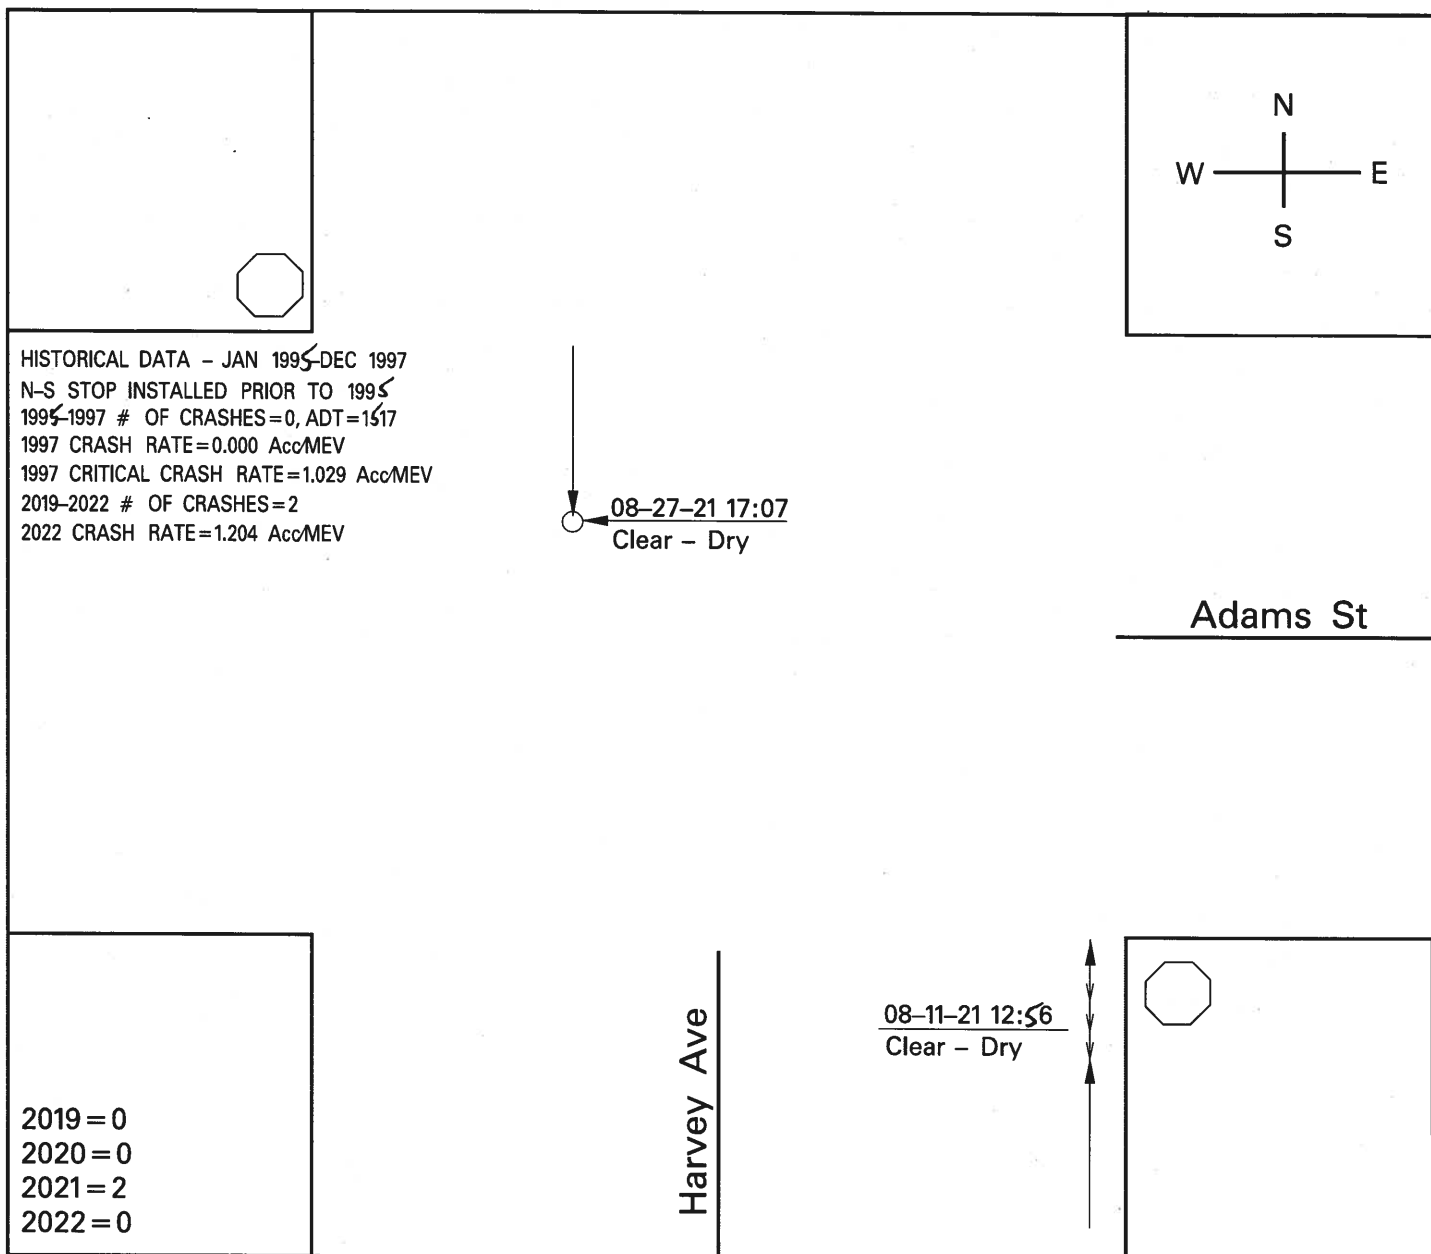 N
W E
S
HISTORICAL DATA – JAN 1995–DEC 1997
N–S STOP INSTALLED PRIOR TO 1995
1995–1997 # OF CRASHES=0, ADT=1517
1997 CRASH RATE=0.000 Acc/MEV
1997 CRITICAL CRASH RATE=1.029 Acc/MEV
2019–2022 # OF CRASHES=2
2022 CRASH RATE=1.204 Acc/MEV
08–27–21 17:07
Clear – Dry
Adams St
Harvey Ave
08–11–21 12:56
Clear – Dry
2019=0
2020=0
2021=2
2022=0